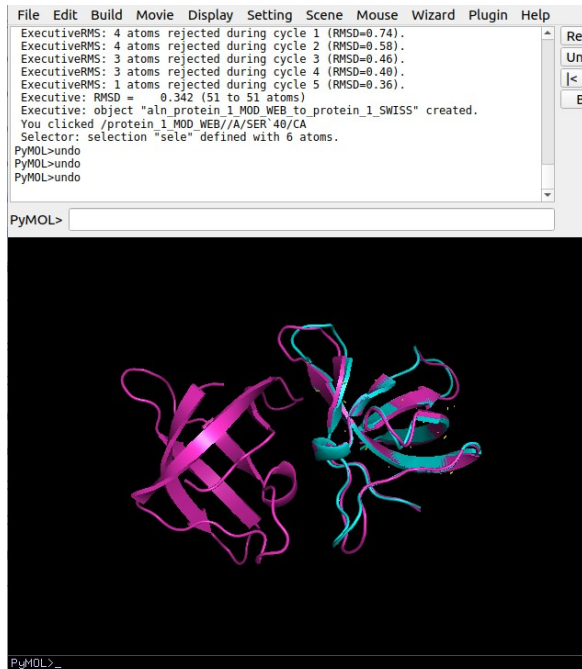 File Edit Build Movie Display Setting Scene Mouse Wizard Plugin Help
ExecutiveRMS: 4 atoms rejected during cycle 1 (RMSD=0.74).
ExecutiveRMS: 4 atoms rejected during cycle 2 (RMSD=0.58).
ExecutiveRMS: 3 atoms rejected during cycle 3 (RMSD=0.46).
ExecutiveRMS: 3 atoms rejected during cycle 4 (RMSD=0.40).
ExecutiveRMS: 1 atoms rejected during cycle 5 (RMSD=0.36).
Executive: RMSD = 0.342 (51 to 51 atoms)
Executive: object "aln_protein_1_MOD_WEB_to_protein_1_SWISS" created.
You clicked /protein_1_MOD_WEB//A/SER`40/CA
Selector: selection "sele" defined with 6 atoms.
PyMOL>undo
PyMOL>undo
PyMOL>undo
Re
Un
|<
PyMOL>
PyMOL>_